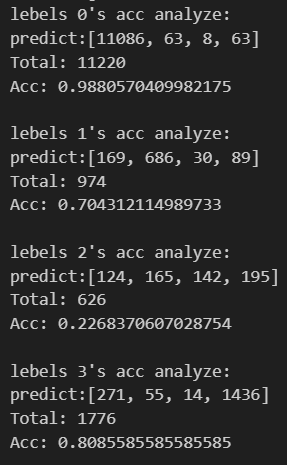 lebels 0's acc analyze:
predict:[11086, 63, 8, 63]
Total: 11220
Acc: 0.9880570409982175
lebels 1's acc analyze:
predict:[169, 686, 30, 89]
Total: 974
Acc: 0.704312114989733
lebels 2's acc analyze:
predict:[124, 165, 142, 195]
Total: 626
Acc: 0.2268370607028754
lebels 3's acc analyze:
predict:[271, 55, 14, 1436]
Total: 1776
Acc: 0.8085585585585585